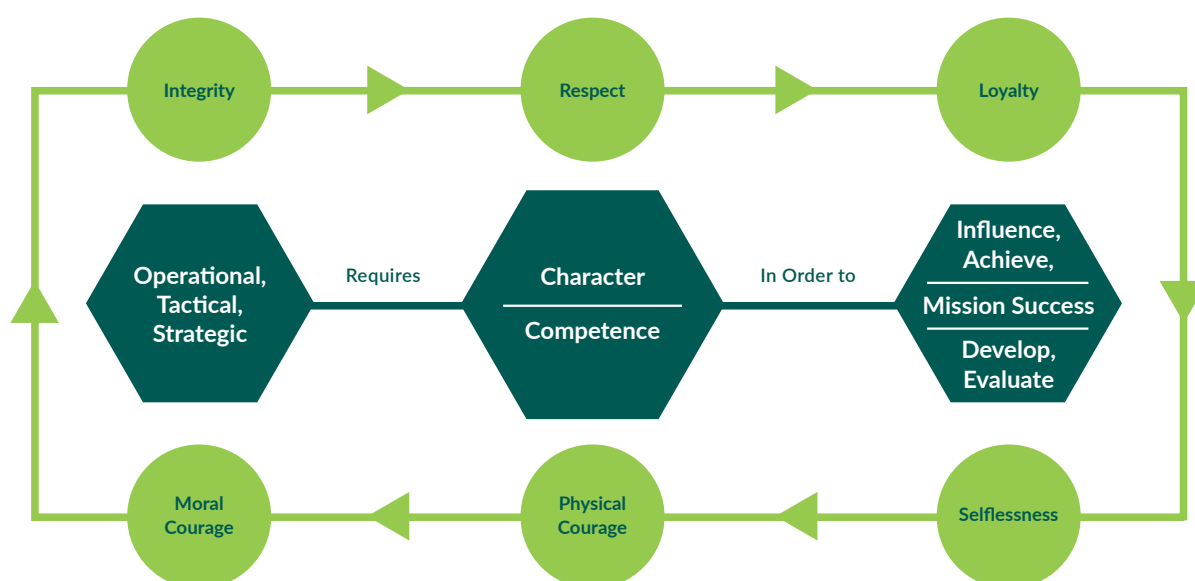 Integrity
Respect
Loyalty
Operational,
Tactical,
Strategic
Requires
Character
Competence
In Order to
Influence,
Achieve,
Mission Success
Develop,
Evaluate
Moral
Courage
Physical
Courage
Selflessness